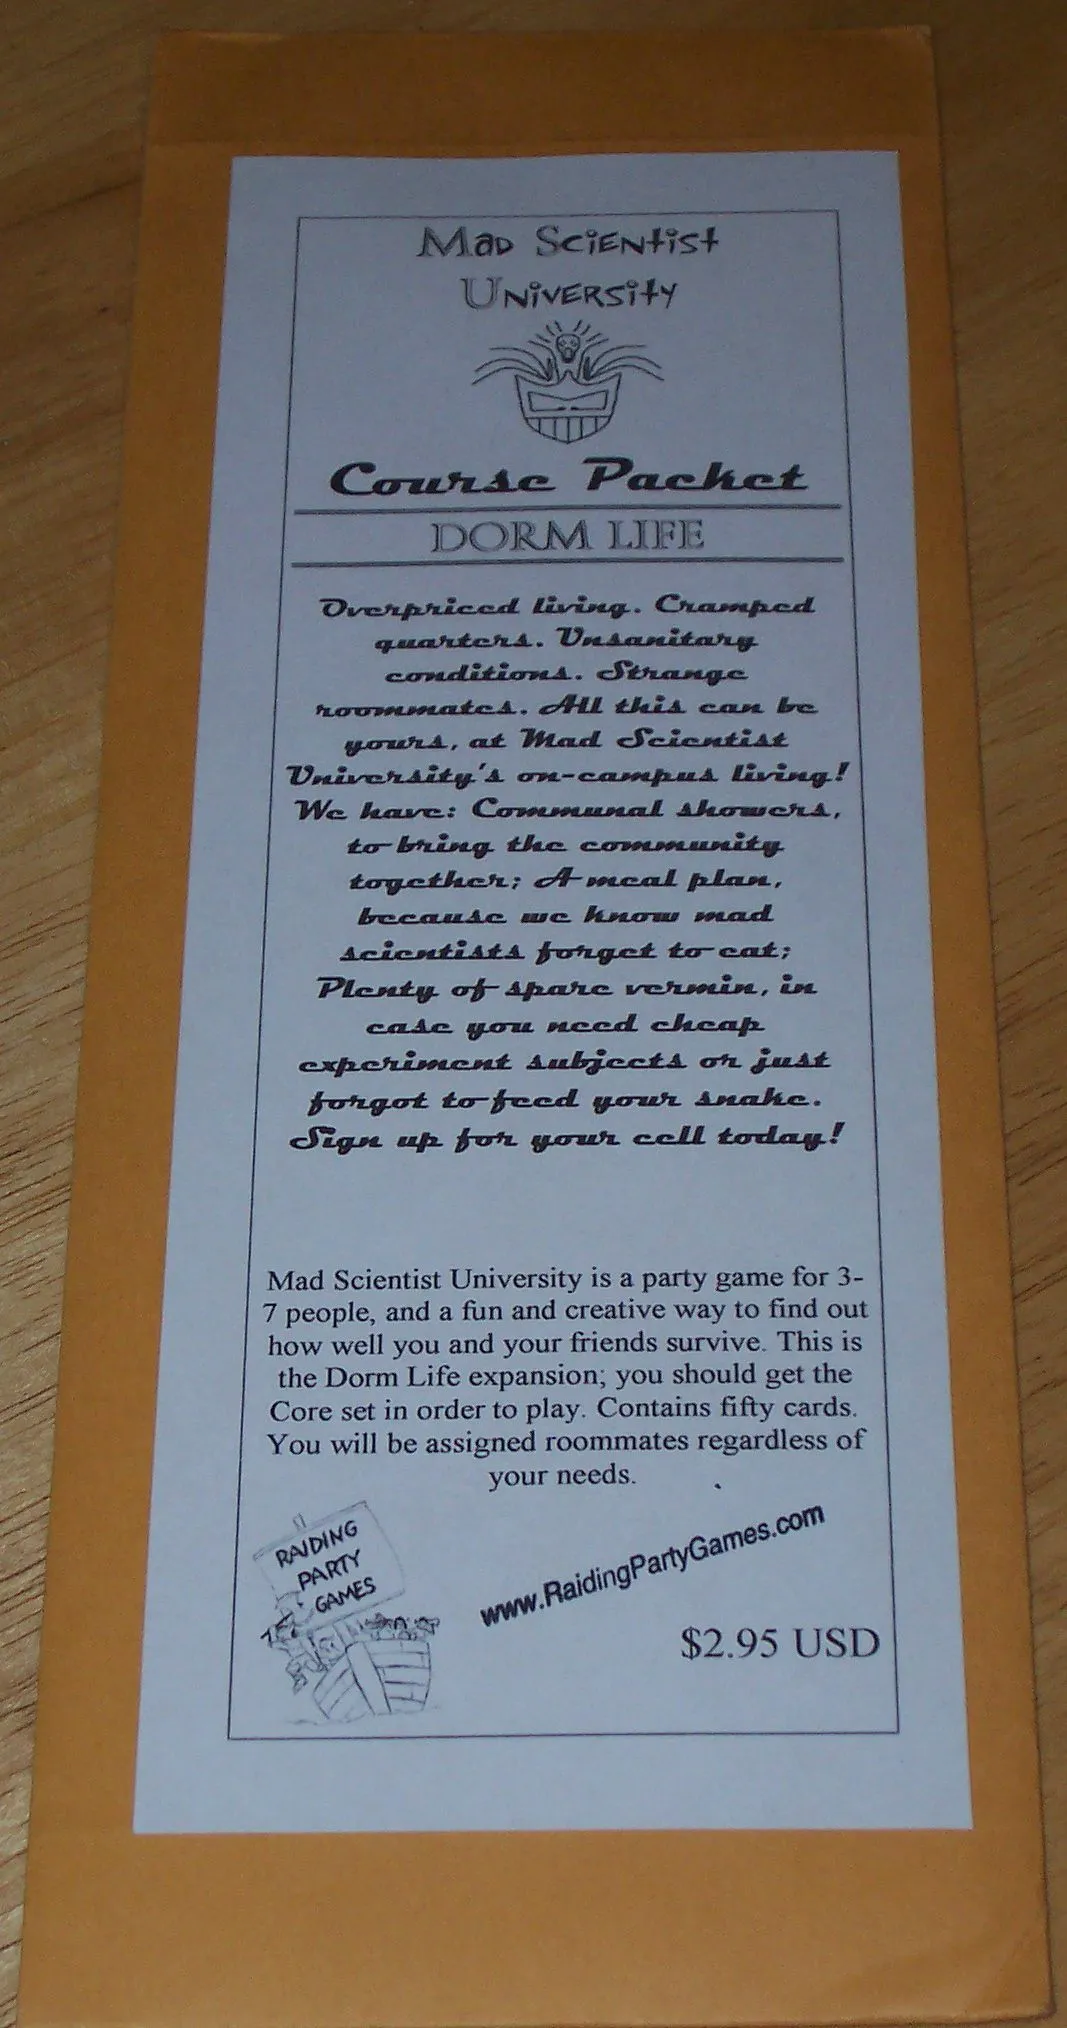 Mad Scientist
University
Course Packet
DORM LIFE
Overpriced living. Cramped
quarters. Unsanitary
conditions. Strange
roommates. All this can be
yours, at Mad Scientist
University's on-campus living!
We have: Communal showers,
to bring the community
together; A meal plan,
because we know mad
scientists forget to eat;
Plenty of spare vermin, in
case you need cheap
experiment subjects or just
forgot to feed your snake.
Sign up for your cell today!
Mad Scientist University is a party game for 3-
7 people, and a fun and creative way to find out
how well you and your friends survive. This is
the Dorm Life expansion; you should get the
Core set in order to play. Contains fifty cards.
You will be assigned roommates regardless of
your needs.
RAIDING
PARTY
GAMES
www.RaidingPartyGames.com
$2.95 USD